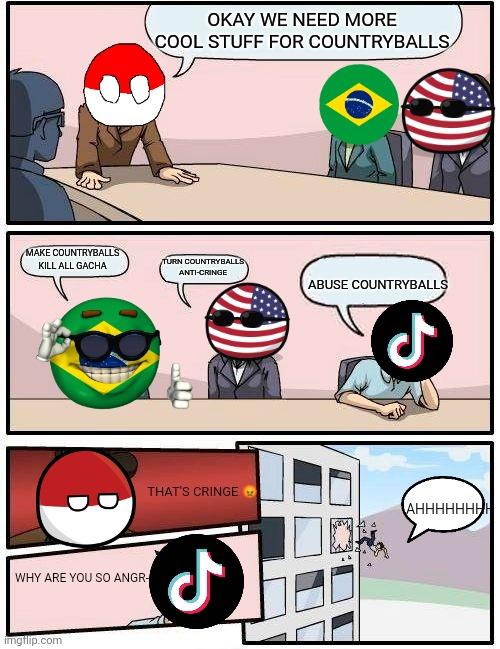 OKAY WE NEED MORE
COOL STUFF FOR COUNTRYBALLS
MAKE COUNTRYBALLS
KILL ALL GACHA
TURN COUNTRYBALLS
ANTI-CRINGE
ABUSE COUNTRYBALLS
THAT'S CRINGE 😡
WHY ARE YOU SO ANGR-
AHHHHHHHH
imgflip.com